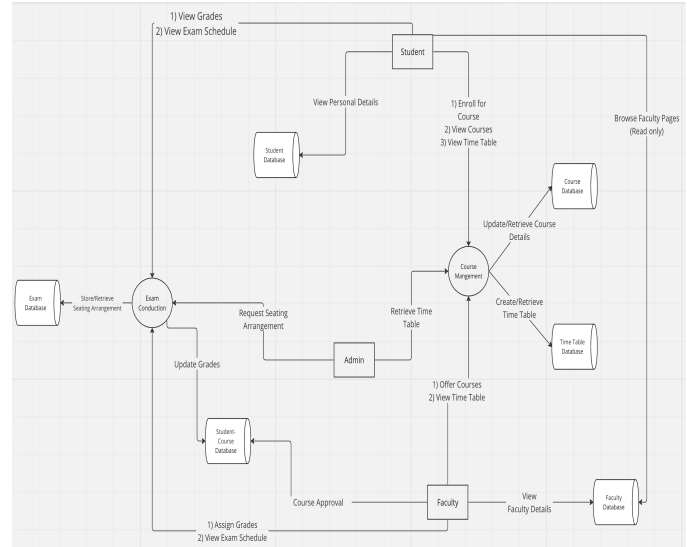 1) View Grades
2) View Exam Schedule
Student
View Personal Details
1) Enroll for
Course
2) View Courses
3) View Time Table
Browse Faculty Pages
(Read only)
Student
Database
Course
Database
Update/Retrieve Course
Details
Course
Mangement
Exam
Database
Store/Retrieve
Seating Arrangement
Exam
Conduction
Request Seating
Arrangement
Retrieve Time
Table
Create/Retrieve
Time Table
Time Table
Database
Admin
Update Grades
1) Offer Courses
2) View Time Table
Student-
Course
Database
Course Approval
Faculty
View
Faculty Details
Faculty
Database
1) Assign Grades
2) View Exam Schedule